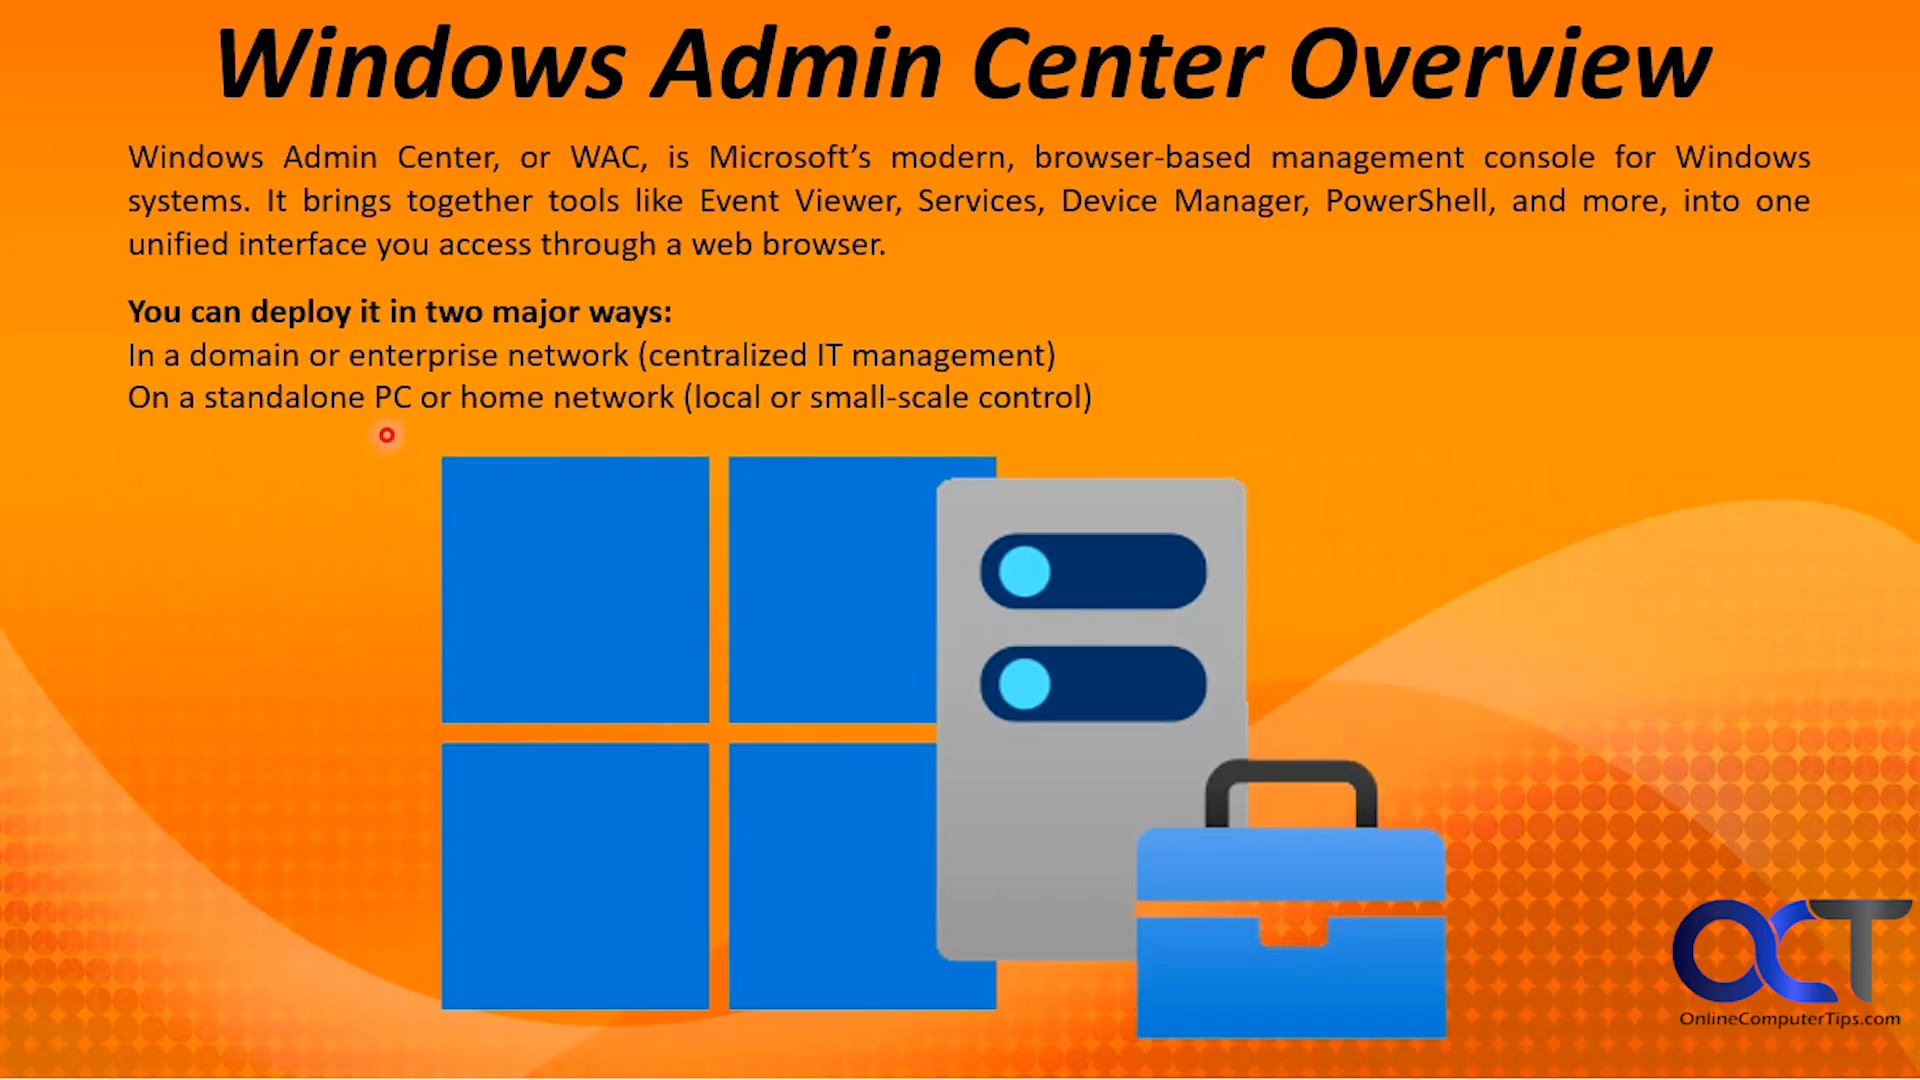 Windows Admin Center Overview
Windows Admin Center, or WAC, is Microsoft’s modern, browser-based management console for Windows
systems. It brings together tools like Event Viewer, Services, Device Manager, PowerShell, and more, into one
unified interface you access through a web browser.
You can deploy it in two major ways:
In a domain or enterprise network (centralized IT management)
On a standalone PC or home network (local or small-scale control)
OCT
OnlineComputerTips.com